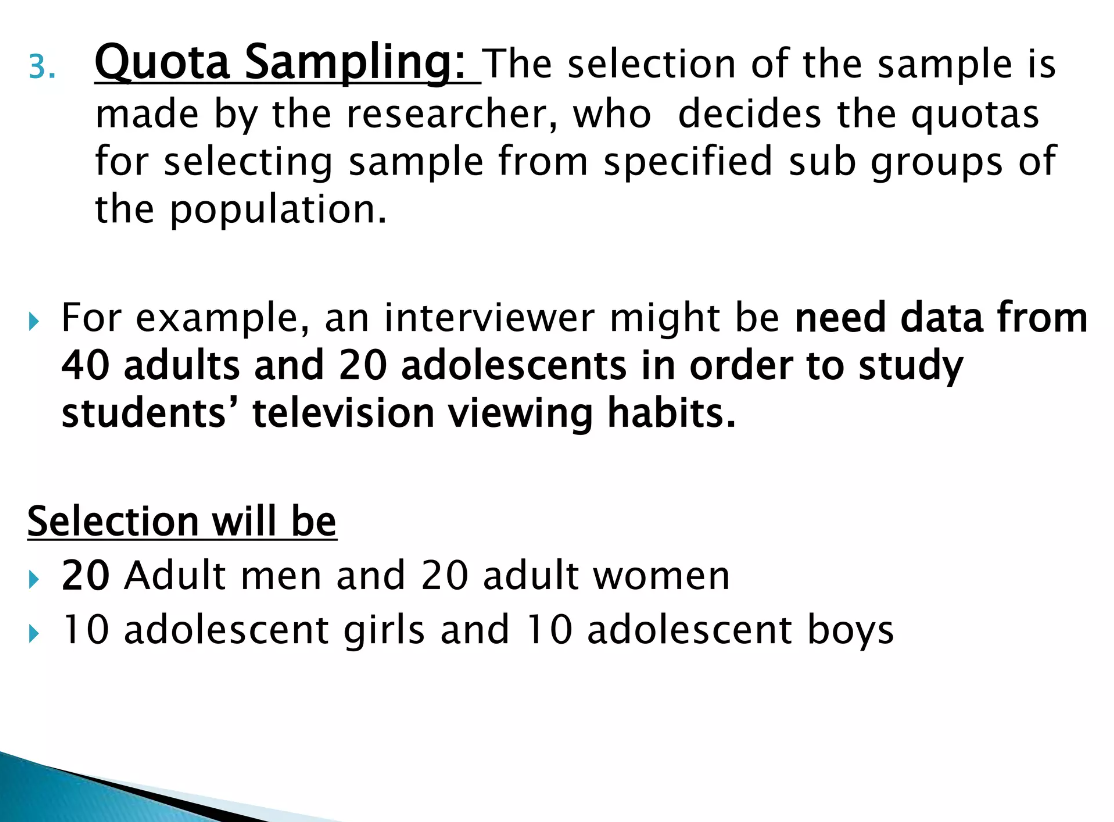 3. Quota Sampling: The selection of the sample is
made by the researcher, who decides the quotas
for selecting sample from specified sub groups of
the population.
For example, an interviewer might be need data from
40 adults and 20 adolescents in order to study
students’ television viewing habits.
Selection will be
20 Adult men and 20 adult women
10 adolescent girls and 10 adolescent boys